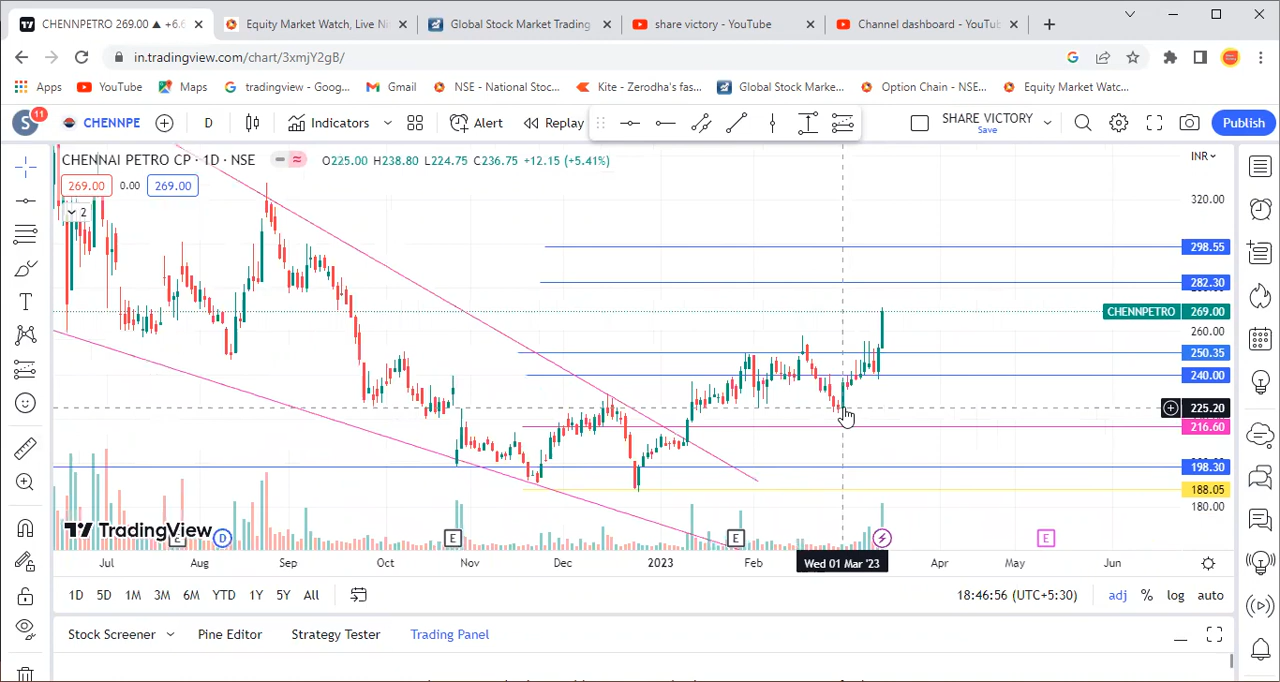 CHENNPETRO 269.00 ▲ +6.6
Equity Market Watch, Live Ni
Global Stock Market Trading
share victory - YouTube
Channel dashboard - YouTu
in.tradingview.com/chart/3xmjY2gB/
Apps
YouTube
Maps
tradingview - Goog...
Gmail
NSE - National Stoc...
Kite - Zerodha's fas...
Global Stock Marke...
Option Chain - NSE...
Equity Market Watc...
S
11
CHENNPE
D
Indicators
Alert
Replay
SHARE VICTORY
Save
Publish
CHENNAI PETRO CP · 1D · NSE
O225.00 H238.80 L224.75 C236.75 +12.15 (+5.41%)
INR
269.00
0.00
269.00
2
320.00
298.55
282.30
CHENNPETRO 269.00
260.00
250.35
240.00
225.20
216.60
198.30
188.05
180.00
TradingView
D
E
E
E
Jul
Aug
Sep
Oct
Nov
Dec
2023
Feb
Wed 01 Mar '23
Apr
May
Jun
1D
5D
1M
3M
6M
YTD
1Y
5Y
All
18:46:56 (UTC+5:30)
adj
%
log
auto
Stock Screener
Pine Editor
Strategy Tester
Trading Panel